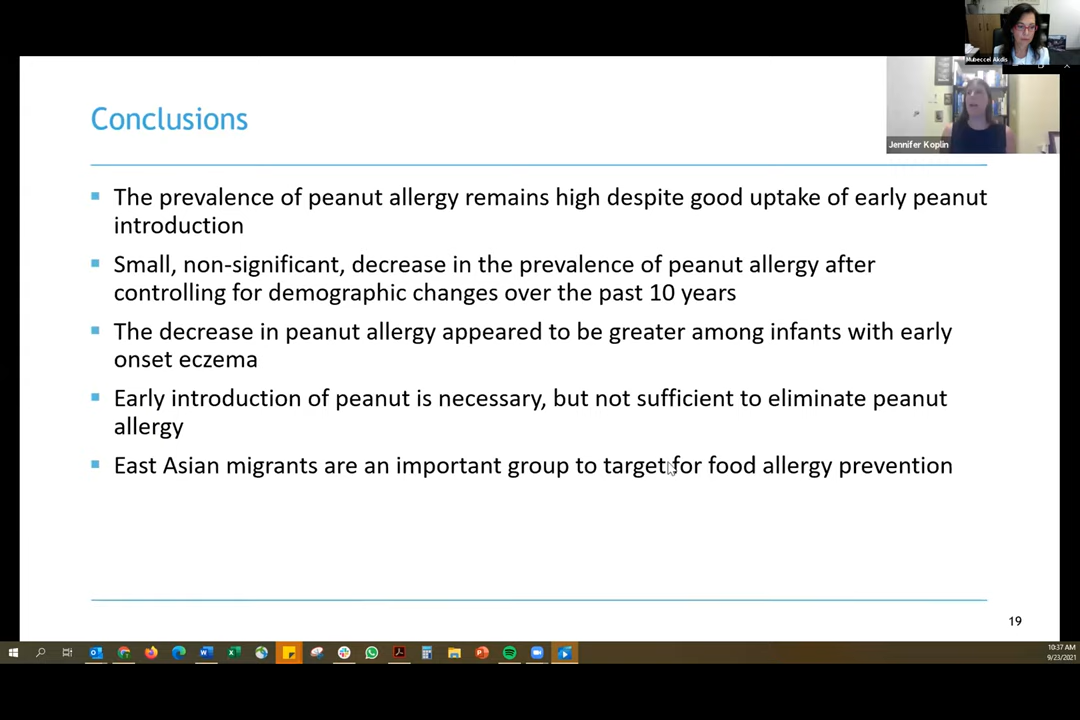 Mubeccel Akdis
Conclusions
Jennifer Koplin
The prevalence of peanut allergy remains high despite good uptake of early peanut
introduction
Small, non-significant, decrease in the prevalence of peanut allergy after
controlling for demographic changes over the past 10 years
The decrease in peanut allergy appeared to be greater among infants with early
onset eczema
Early introduction of peanut is necessary, but not sufficient to eliminate peanut
allergy
East Asian migrants are an important group to target for food allergy prevention
19
10:37 AM
9/23/2021